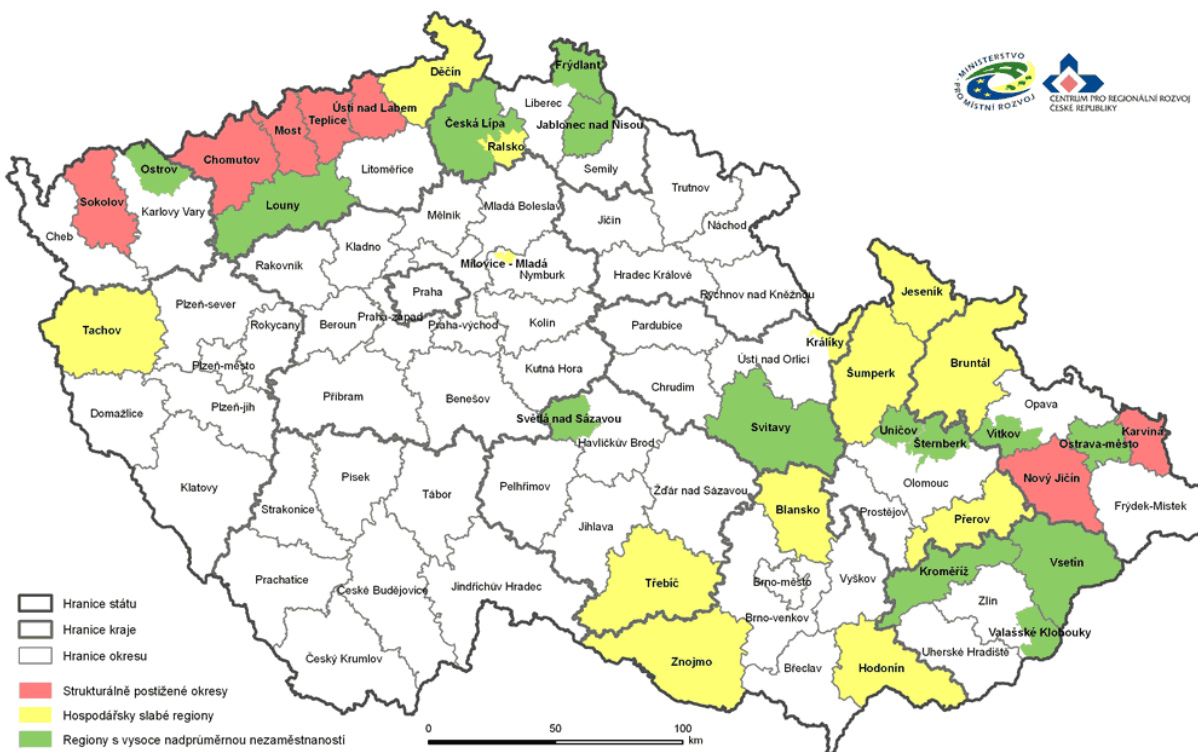 MINISTERSTVO
PRO MÍSTNÍ ROZVOJ
CENTRUM PRO REGIONÁLNÍ ROZVOJ
ČESKÉ REPUBLIKY
Děčín
Frýdlant
Liberec
Ústí nad Labem
Teplice
Most
Česká Lípa
Jablonec nad Nisou
Ralsko
Chomutov
Ostrov
Litoměřice
Semily
Sokolov
Louny
Trutnov
Karlovy Vary
Mělník
Mladá Boleslav
Jičín
Náchod
Cheb
Kladno
Rakovník
Milovice - Mladá
Nymburk
Hradec Králové
Praha
Rychnov nad Kněžnou
Jeseník
Plzeň-sever
Tachov
Rokycany
Beroun
Praha-západ
Praha-východ
Kolín
Pardubice
Králíky
Ústí nad Orlicí
Bruntál
Plzeň-město
Kutná Hora
Šumperk
Příbram
Benešov
Chrudim
Domažlice
Plzeň-jih
Opava
Světlá nad Sázavou
Svitavy
Uničov
Šternberk
Vítkov
Karviná
Ostrava-město
Havlíčkův Brod
Klatovy
Písek
Tábor
Pelhřimov
Žďár nad Sázavou
Olomouc
Nový Jičín
Frýdek-Místek
Strakonice
Jihlava
Blansko
Prostějov
Přerov
Vsetín
Kroměříž
Prachatice
České Budějovice
Jindřichův Hradec
Třebíč
Brno-město
Vyškov
Zlín
Brno-venkov
Valašské Klobouky
Uherské Hradiště
Český Krumlov
Znojmo
Břeclav
Hodonín
Hranice státu
Hranice kraje
Hranice okresu
Strukturálně postižené okresy
Hospodářsky slabé regiony
Regiony s vysoce nadprůměrnou nezaměstnaností
0 50 100
km